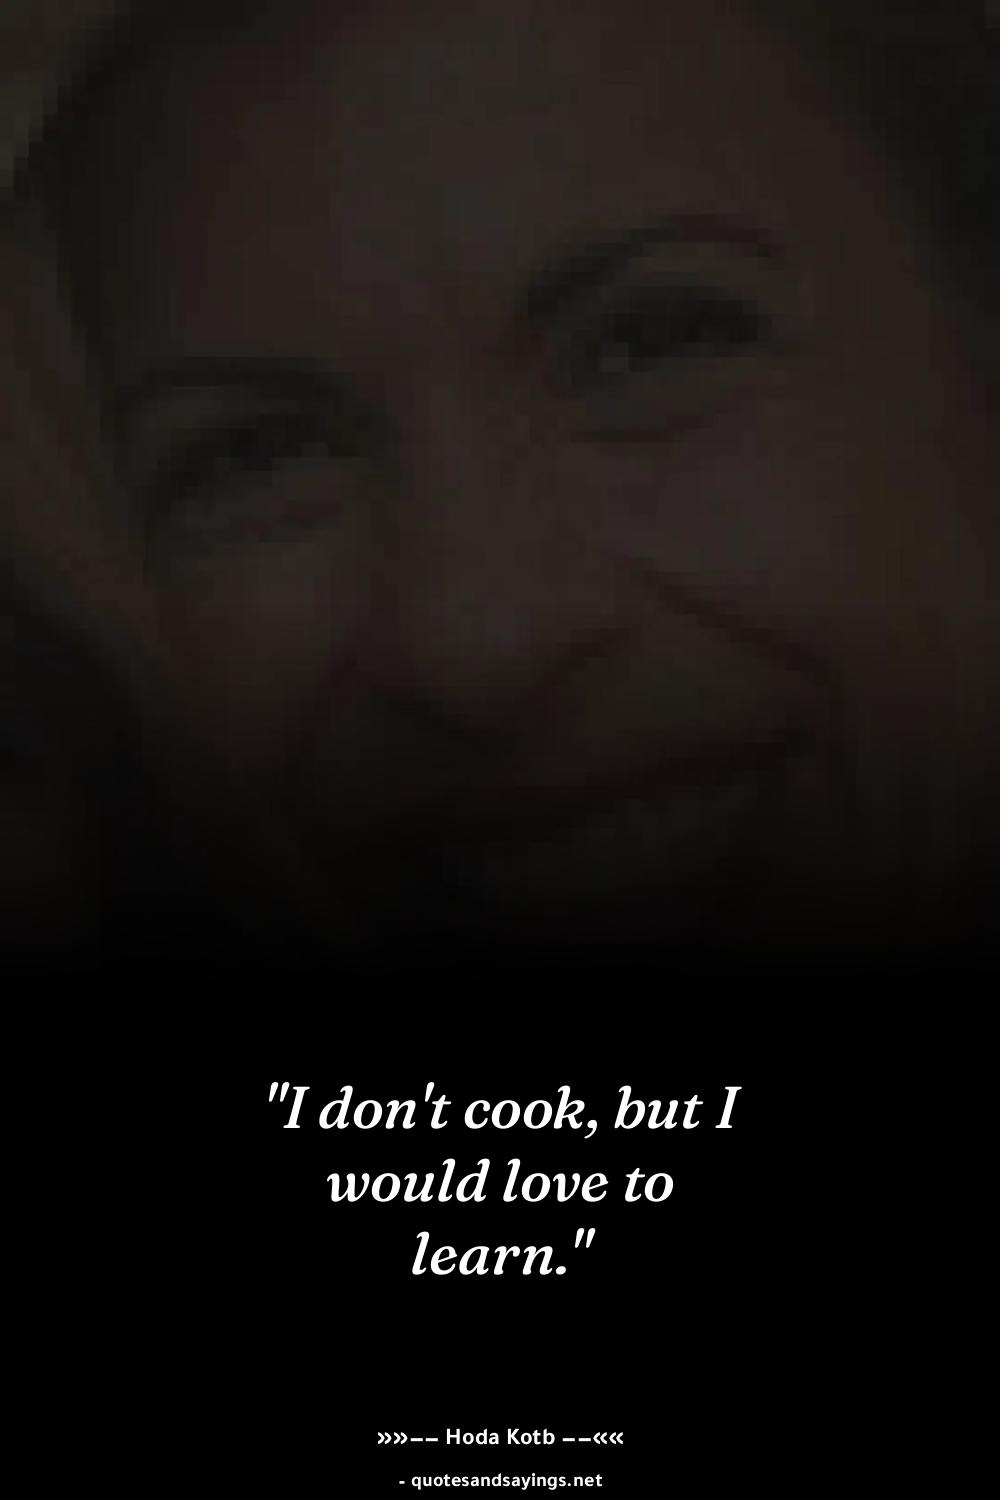 "I don't cook, but I
would love to
learn."
»»–– Hoda Kotb ––««
- quotesandsayings.net